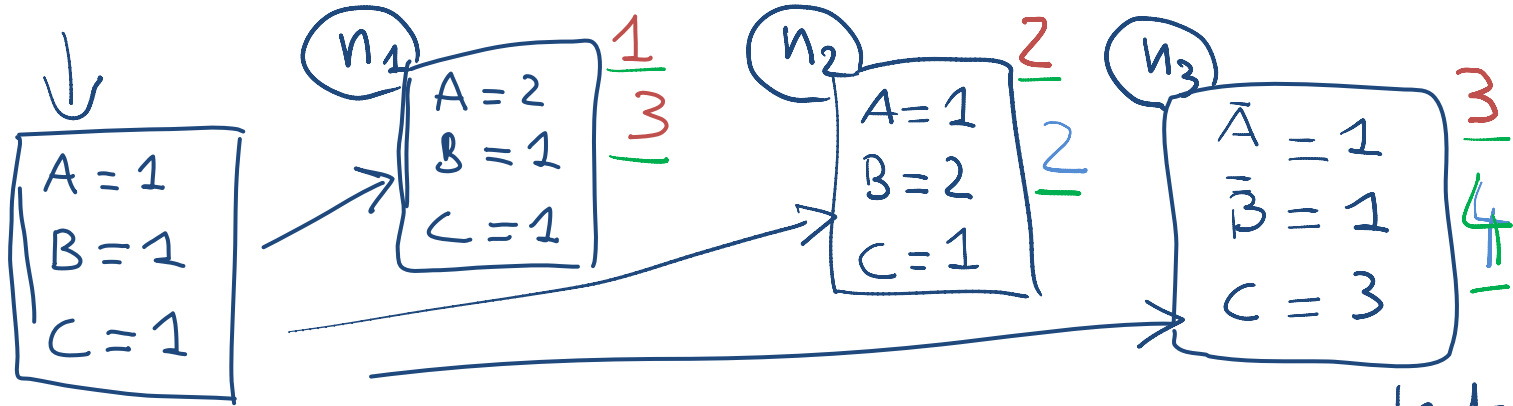 A = 1
B = 1
C = 1
n1
A = 2
B = 1
C = 1
1
3
n2
A = 1
B = 2
C = 1
2
2
n3
Ā = 1
B̄ = 1
C = 3
3
4